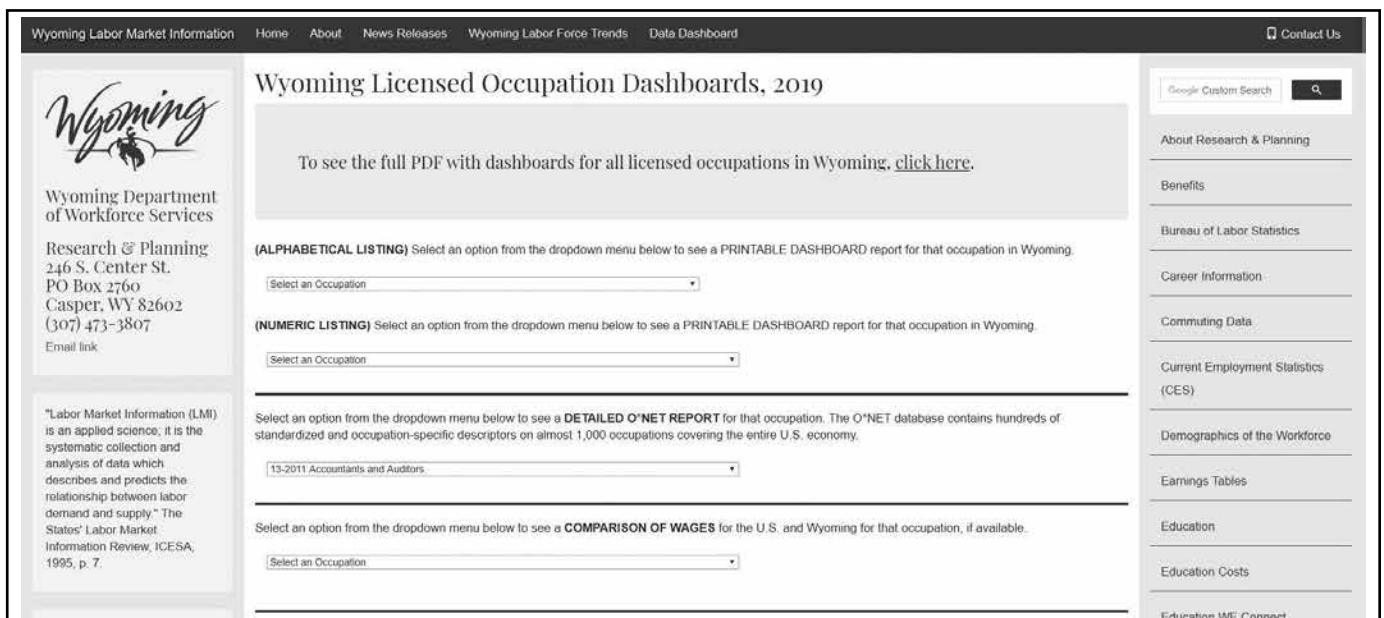 Wyoming Labor Market Information Home About News Releases Wyoming Labor Force Trends Data Dashboard Contact Us
Wyoming
Wyoming Department
of Workforce Services
Research & Planning
246 S. Center St.
PO Box 2760
Casper, WY 82602
(307) 473-3807
Email link
"Labor Market Information (LMI)
is an applied science; it is the
systematic collection and
analysis of data which
describes and predicts the
relationship between labor
demand and supply." The
States' Labor Market
Information Review, ICESA,
1995, p. 7.
Wyoming Licensed Occupation Dashboards, 2019
To see the full PDF with dashboards for all licensed occupations in Wyoming, click here.
(ALPHABETICAL LISTING) Select an option from the dropdown menu below to see a PRINTABLE DASHBOARD report for that occupation in Wyoming.
Select an Occupation
(NUMERIC LISTING) Select an option from the dropdown menu below to see a PRINTABLE DASHBOARD report for that occupation in Wyoming.
Select an Occupation
Select an option from the dropdown menu below to see a DETAILED O*NET REPORT for that occupation. The O*NET database contains hundreds of
standardized and occupation-specific descriptors on almost 1,000 occupations covering the entire U.S. economy.
13-2011 Accountants and Auditors
Select an option from the dropdown menu below to see a COMPARISON OF WAGES for the U.S. and Wyoming for that occupation, if available.
Select an Occupation
Google Custom Search
About Research & Planning
Benefits
Bureau of Labor Statistics
Career Information
Commuting Data
Current Employment Statistics
(CES)
Demographics of the Workforce
Earnings Tables
Education
Education Costs
Education WE Connect